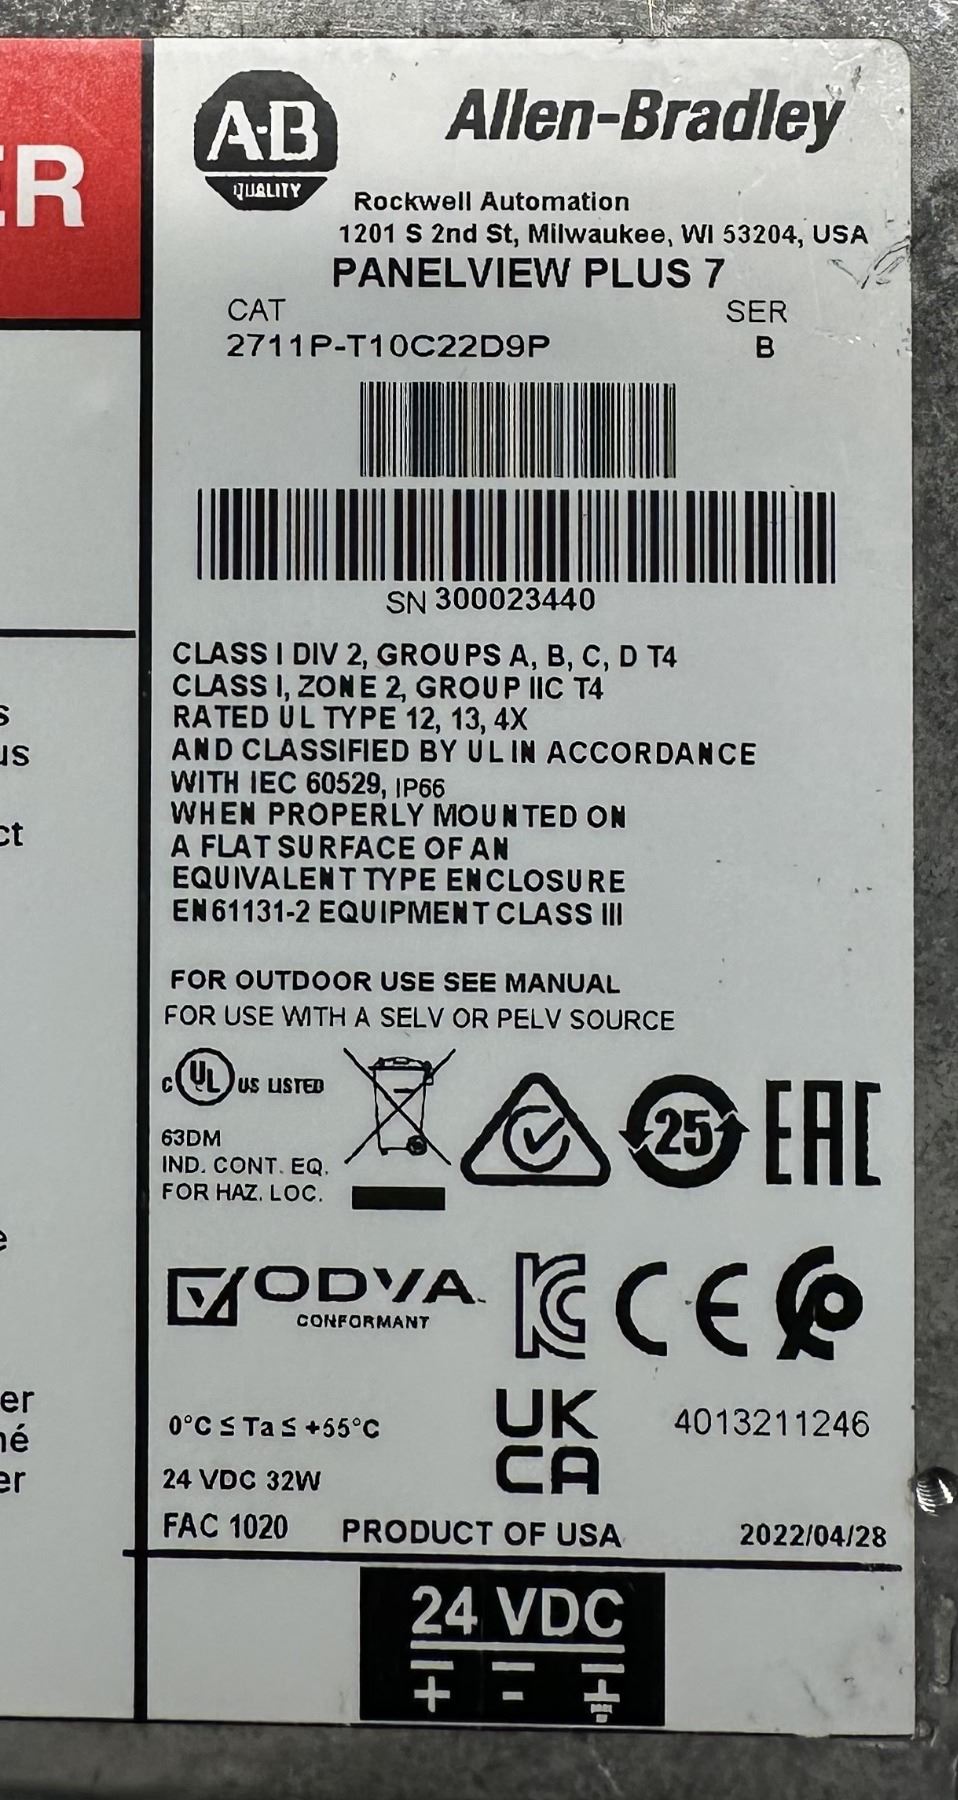 ER
s
us
ct
e
er
né
er
A·B
QUALITY
Allen-Bradley
Rockwell Automation
1201 S 2nd St, Milwaukee, WI 53204, USA
PANELVIEW PLUS 7
CAT SER
2711P-T10C22D9P B
SN 300023440
CLASS I DIV 2, GROUPS A, B, C, D T4
CLASS I, ZONE 2, GROUP IIC T4
RATED UL TYPE 12, 13, 4X
AND CLASSIFIED BY UL IN ACCORDANCE
WITH IEC 60529, IP66
WHEN PROPERLY MOUNTED ON
A FLAT SURFACE OF AN
EQUIVALENT TYPE ENCLOSURE
EN61131-2 EQUIPMENT CLASS III
FOR OUTDOOR USE SEE MANUAL
FOR USE WITH A SELV OR PELV SOURCE
C UL US LISTED
63DM
IND. CONT. EQ.
FOR HAZ. LOC.
25
EAC
ODVA
CONFORMANT
KC CE
UK
CA
0°C ≤ Ta ≤ +55°C
4013211246
24 VDC 32W
FAC 1020 PRODUCT OF USA 2022/04/28
24 VDC
+ -